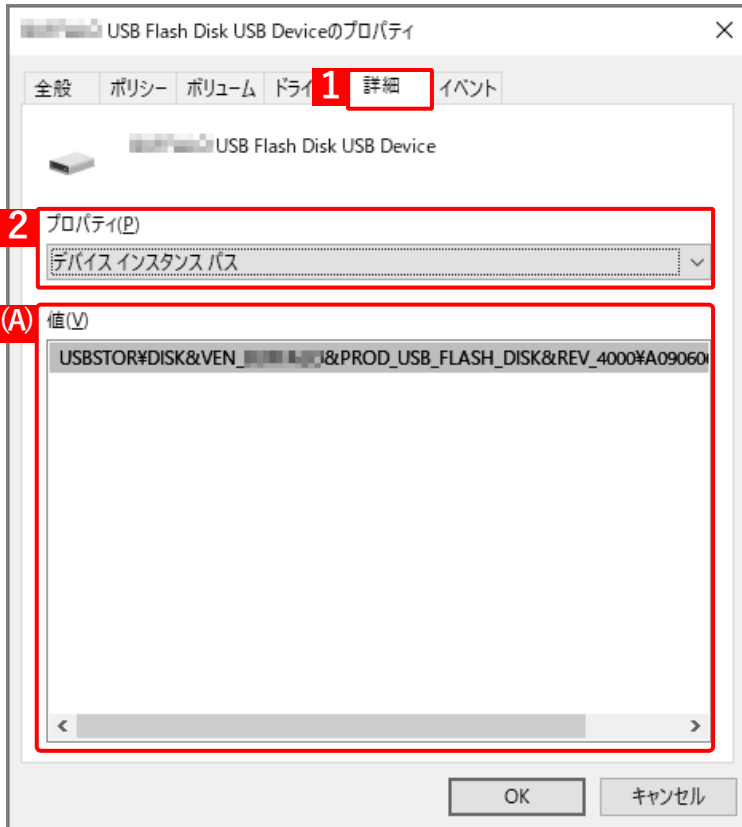 USB Flash Disk USB Deviceのプロパティ
全般 ポリシー ボリューム ドライ 1 詳細 イベント
USB Flash Disk USB Device
2 プロパティ(P)
デバイス インスタンス パス
(A) 値(V)
USBSTOR¥DISK&VEN_ &PROD_USB_FLASH_DISK&REV_4000¥A090600
OK キャンセル